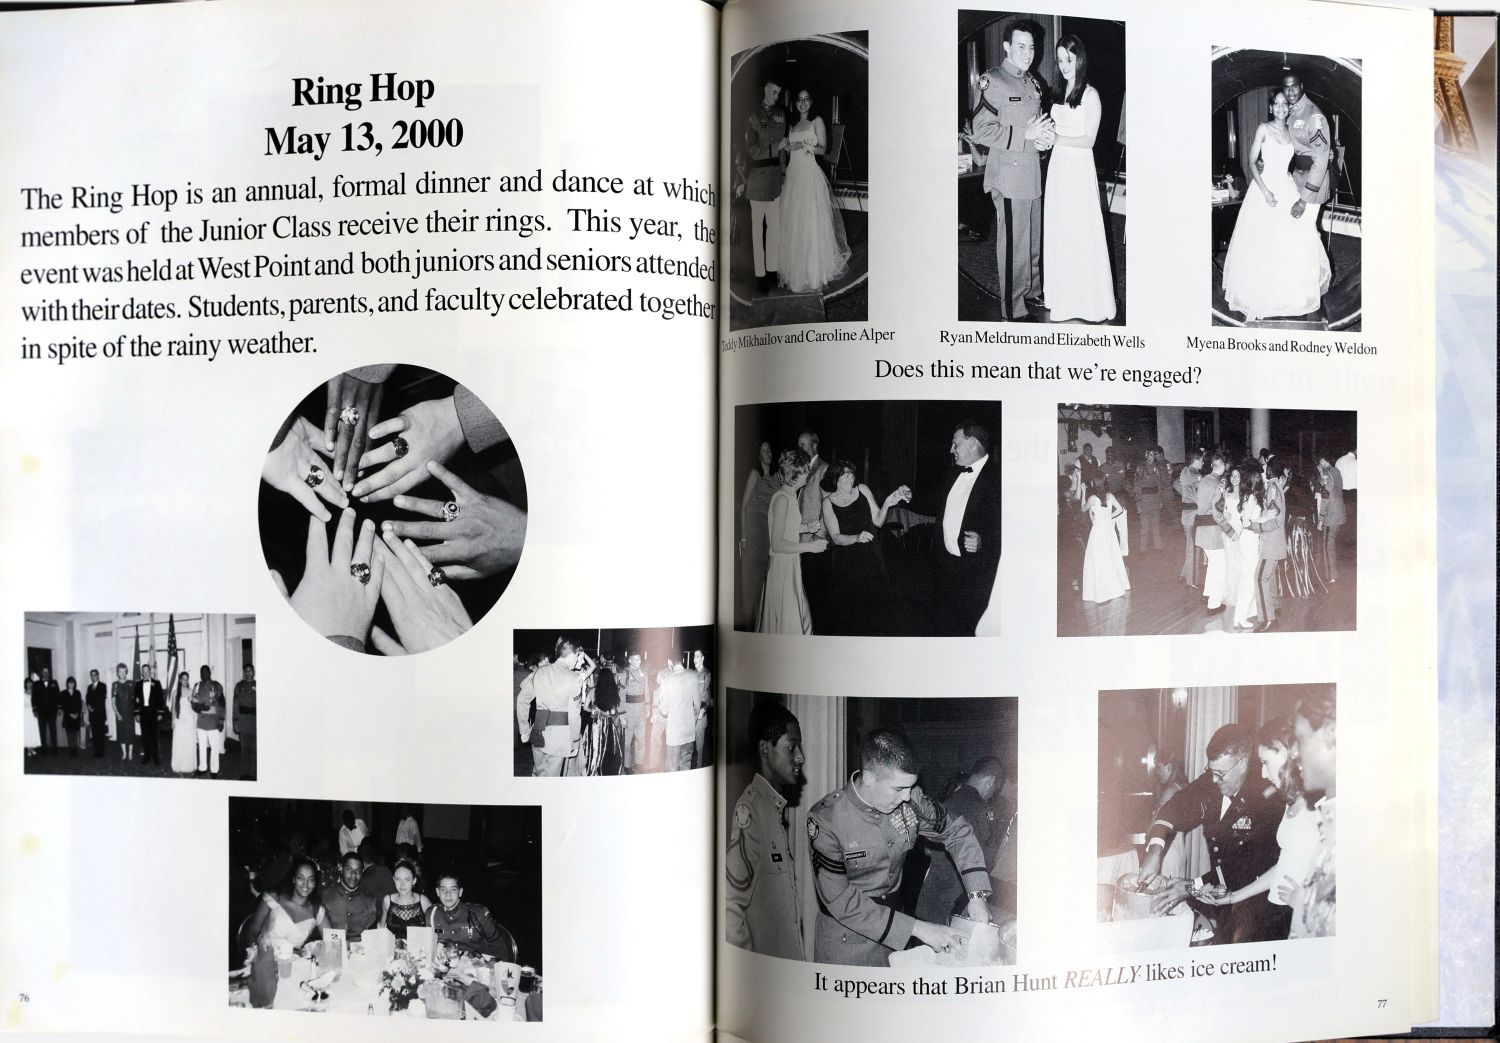 Ring Hop
May 13, 2000
The Ring Hop is an annual, formal dinner and dance at which
members of the Junior Class receive their rings. This year, the
event was held at West Point and both juniors and seniors attended
with their dates. Students, parents, and faculty celebrated together
in spite of the rainy weather.
2
76
Teddy Mikhailov and Caroline Alper
Ryan Meldrum and Elizabeth Wells
Myena Brooks and Rodney Weldon
Does this mean that we're engaged?
It appears that Brian Hunt REALLY likes ice cream!
77